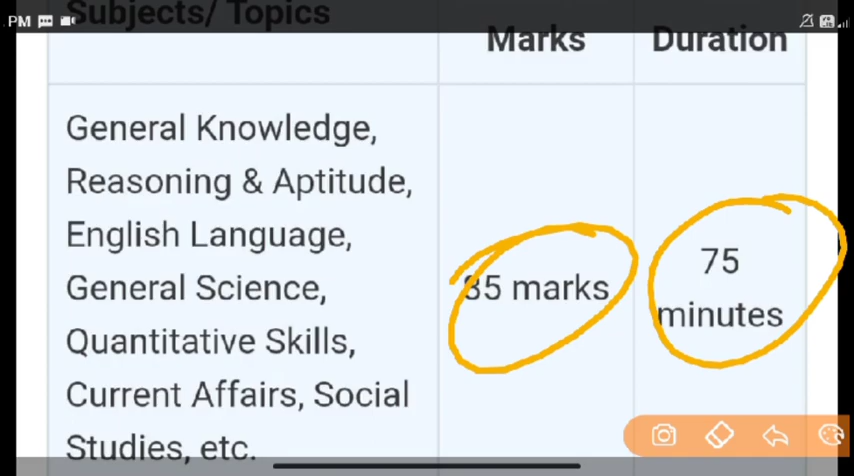 PM
Subjects/ Topics
Marks
Duration
General Knowledge,
Reasoning & Aptitude,
English Language,
General Science,
Quantitative Skills,
Current Affairs, Social
Studies, etc.
85 marks
75
minutes